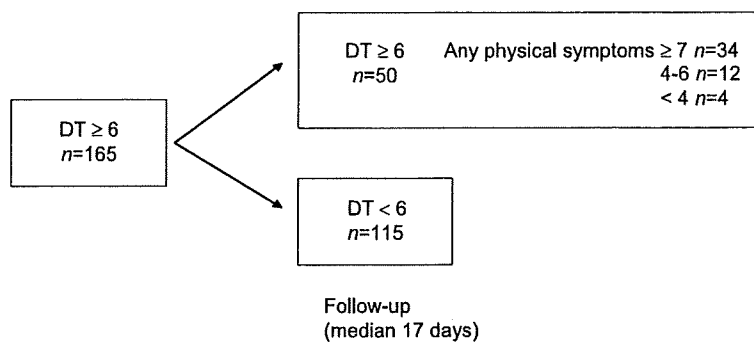 DT ≥ 6
n=165
DT ≥ 6
n=50
Any physical symptoms ≥ 7 n=34
4-6 n=12
< 4 n=4
DT < 6
n=115
Follow-up
(median 17 days)